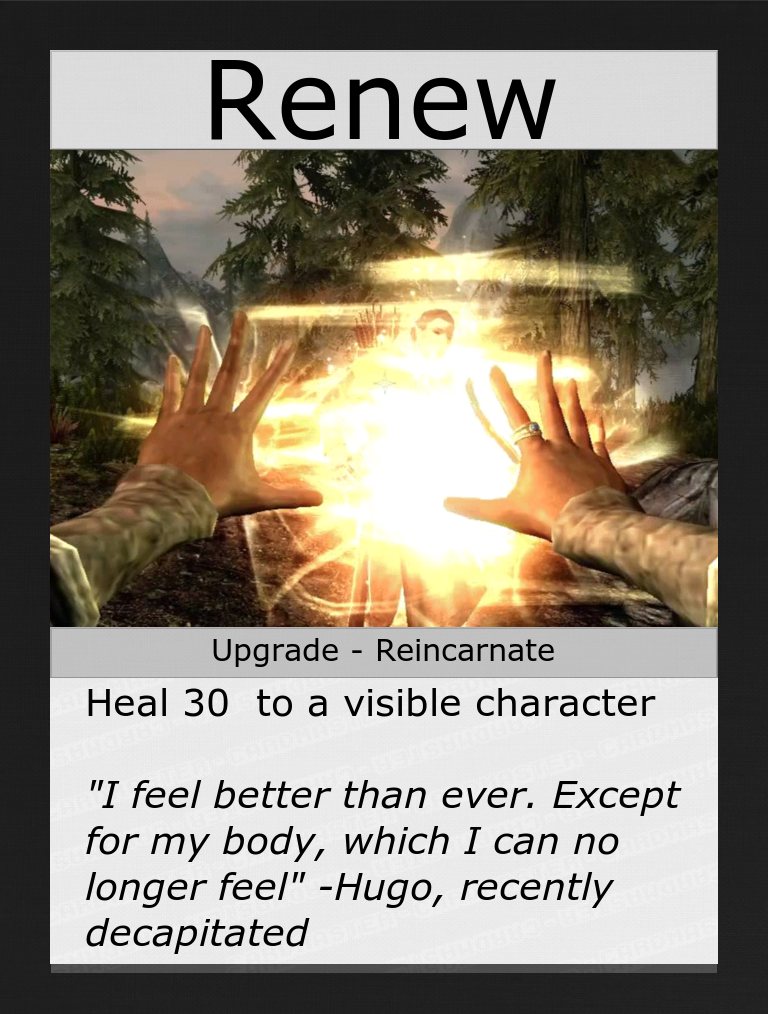 Renew
Upgrade - Reincarnate
Heal 30  to a visible character
"I feel better than ever. Except
for my body, which I can no
longer feel" -Hugo, recently
decapitated